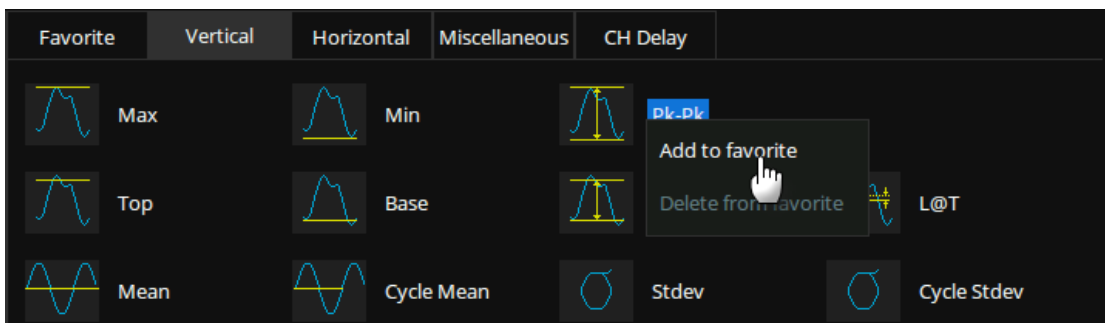 Favorite Vertical Horizontal Miscellaneous CH Delay
Max Min Pk-Pk
Add to favorite
Top Base Delete from favorite L@T
Mean Cycle Mean Stdev Cycle Stdev